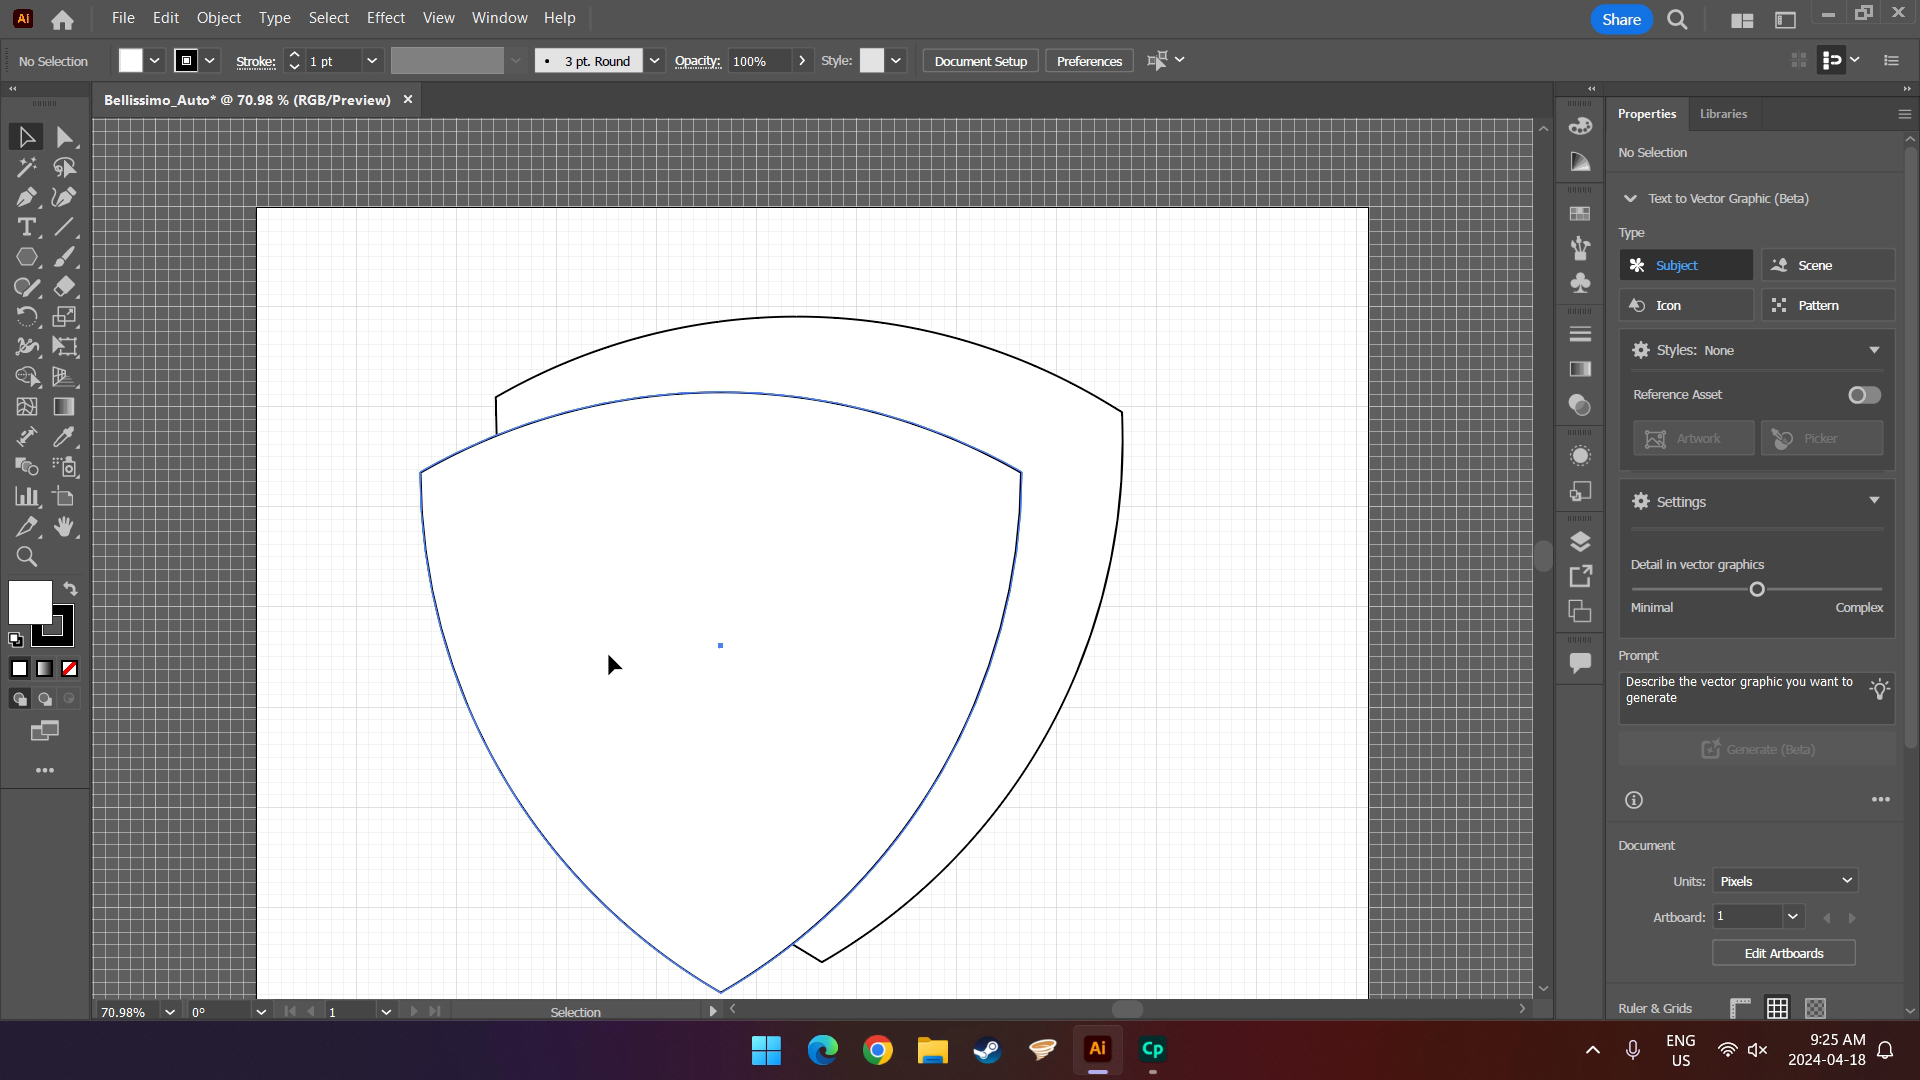 Ai File Edit Object Type Select Effect View Window Help Share
No Selection Stroke: 1 pt 3 pt. Round Opacity: 100% Style: Document Setup Preferences
Bellissimo_Auto* @ 70.98 % (RGB/Preview)
Properties Libraries
No Selection
Text to Vector Graphic (Beta)
Type
Subject Scene
Icon Pattern
Styles: None
Reference Asset
Artwork Picker
Settings
Detail in vector graphics
Minimal Complex
Prompt
Describe the vector graphic you want to
generate
Generate (Beta)
Document
Units: Pixels
Artboard: 1
Edit Artboards
Ruler & Grids
70.98% 0° 1 Selection
Ai Cp
ENG
US
9:25 AM
2024-04-18